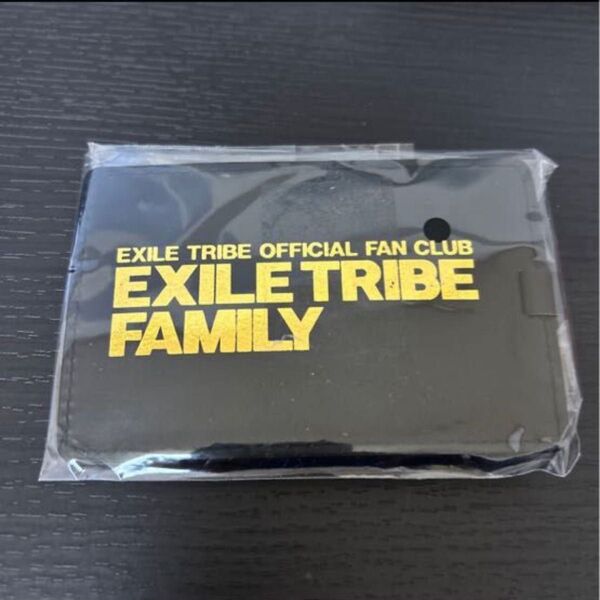 EXILE TRIBE OFFICIAL FAN CLUB
EXILE TRIBE
FAMILY